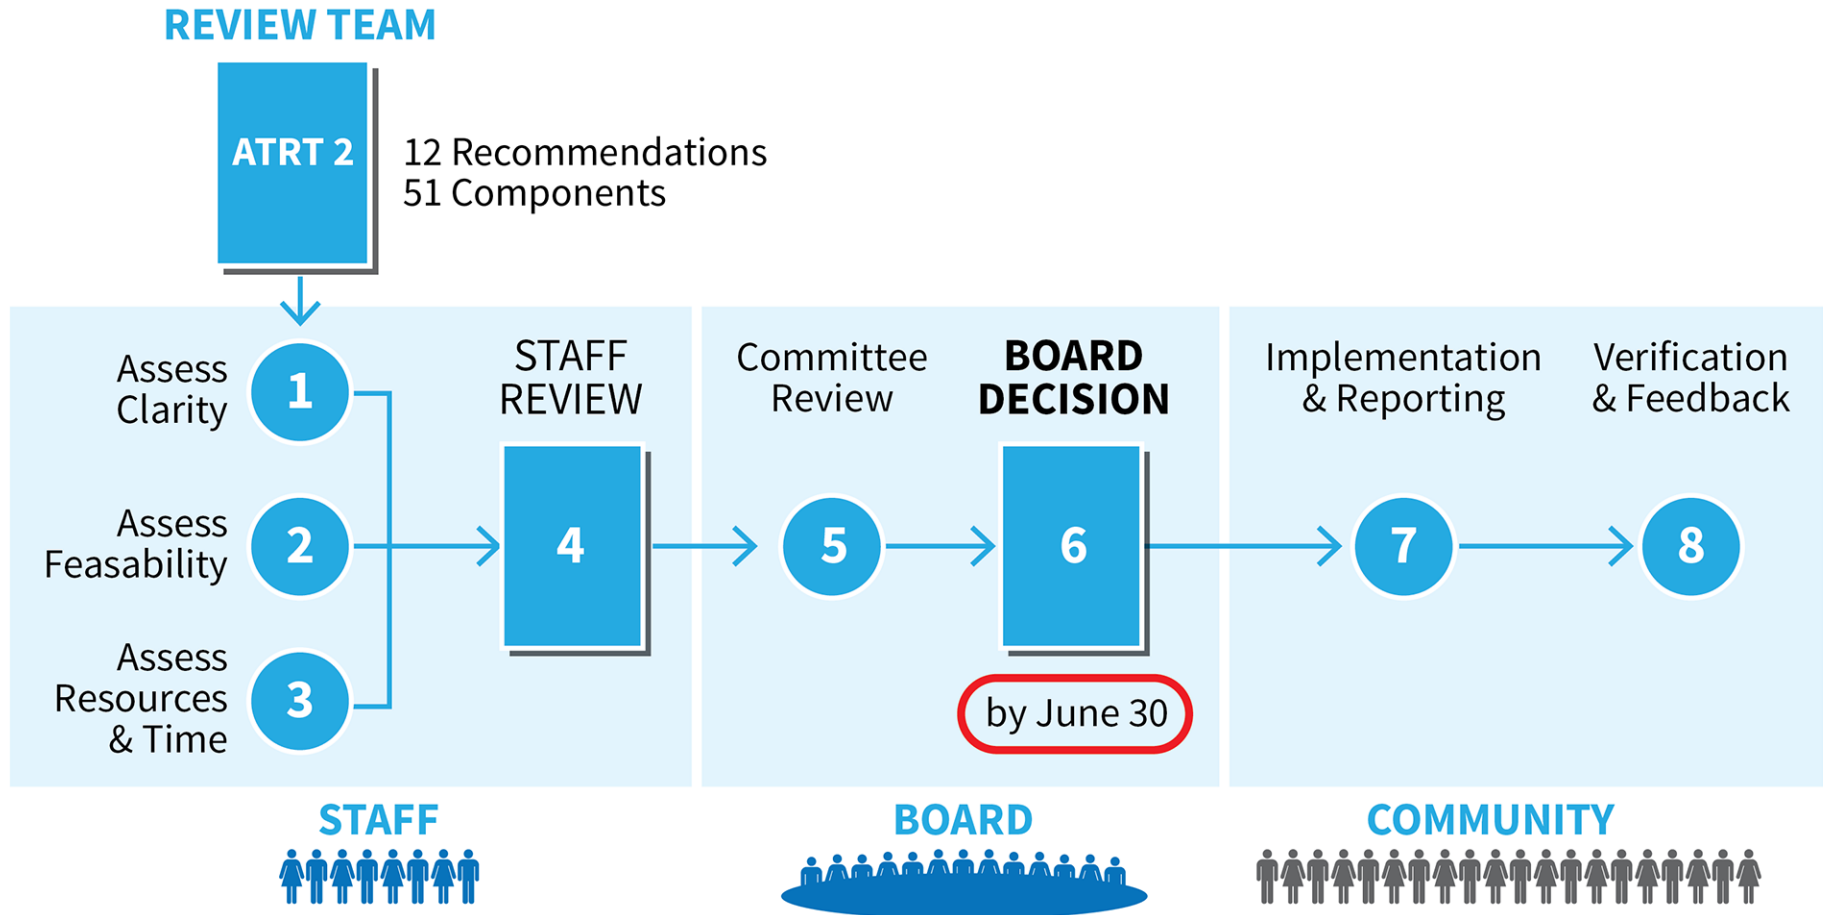 REVIEW TEAM
ATRT 2
12 Recommendations
51 Components
Assess
Clarity
1
Assess
Feasability
2
Assess
Resources
& Time
3
STAFF
REVIEW
4
Committee
Review
5
BOARD
DECISION
6
by June 30
Implementation
& Reporting
7
Verification
& Feedback
8
STAFF
BOARD
COMMUNITY